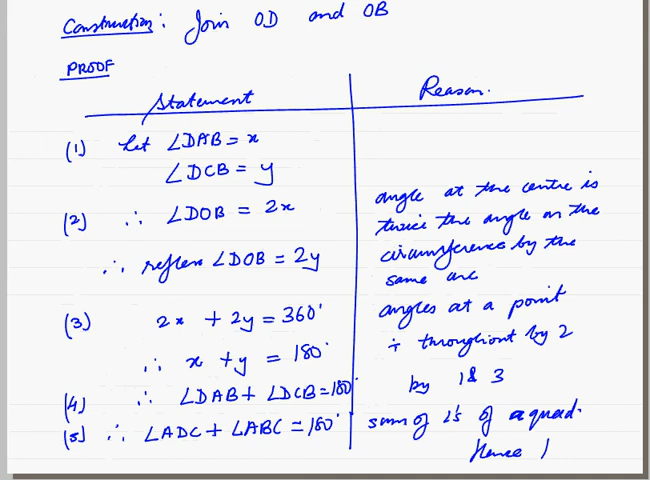 Construction: Join OD and OB
PROOF
Statement Reason.
(1) let ∠DAB = x
∠DCB = y
(2) ∴ ∠DOB = 2x
angle at the centre is
twice the angle on the
circumference by the
same arc
∴ reflex ∠DOB = 2y
(3) 2x + 2y = 360°
angles at a point
∴ x + y = 180°
÷ throughout by 2
(4) ∴ ∠DAB + ∠DCB = 180°
by 1 & 3
(5) ∴ ∠ADC + ∠ABC = 180°
sum of ∠'s of a quad.
Hence